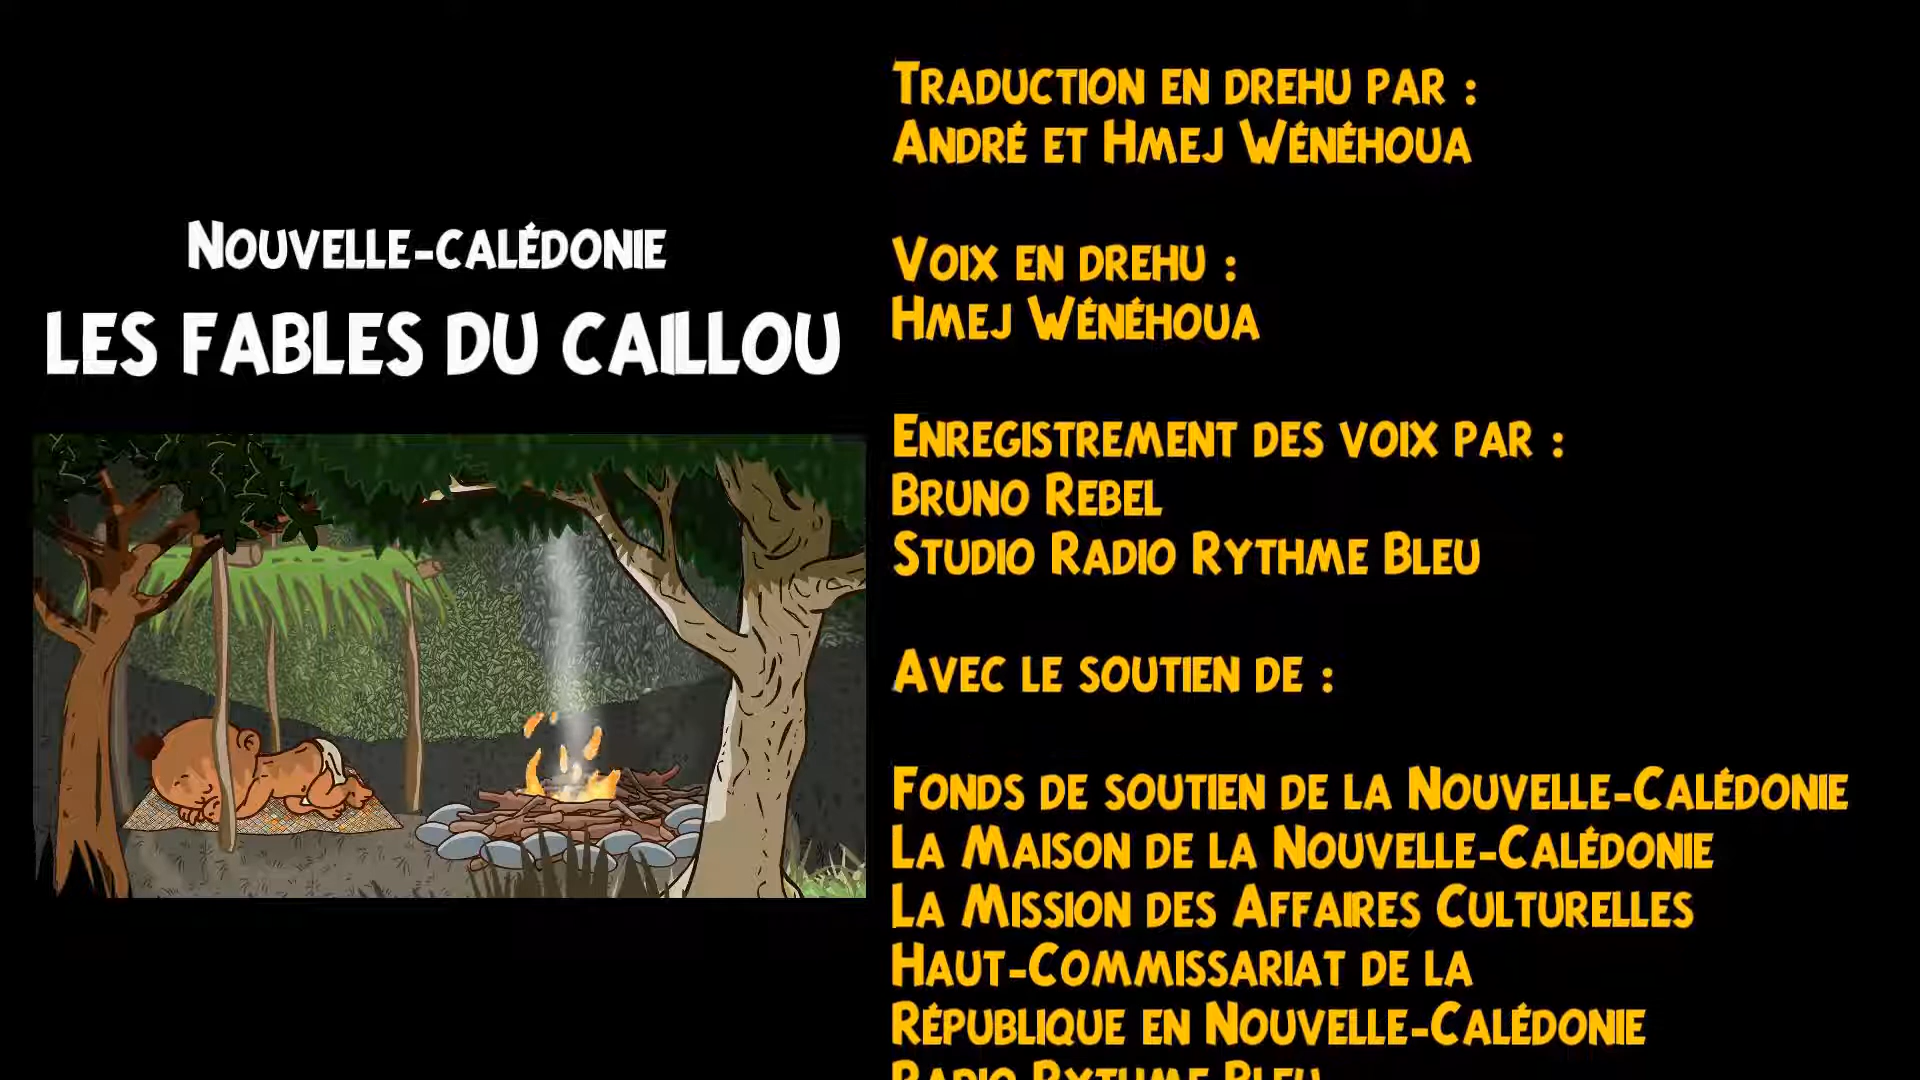 Nouvelle-calédonie
LES FABLES DU CAILLOU
Traduction en drehu par :
André et Hmej Wénéhoua
Voix en drehu :
Hmej Wénéhoua
Enregistrement des voix par :
Bruno Rebel
Studio Radio Rythme Bleu
Avec le soutien de :
Fonds de soutien de la Nouvelle-Calédonie
La Maison de la Nouvelle-Calédonie
La Mission des Affaires Culturelles
Haut-Commissariat de la
République en Nouvelle-Calédonie
Radio Rythme Bleu